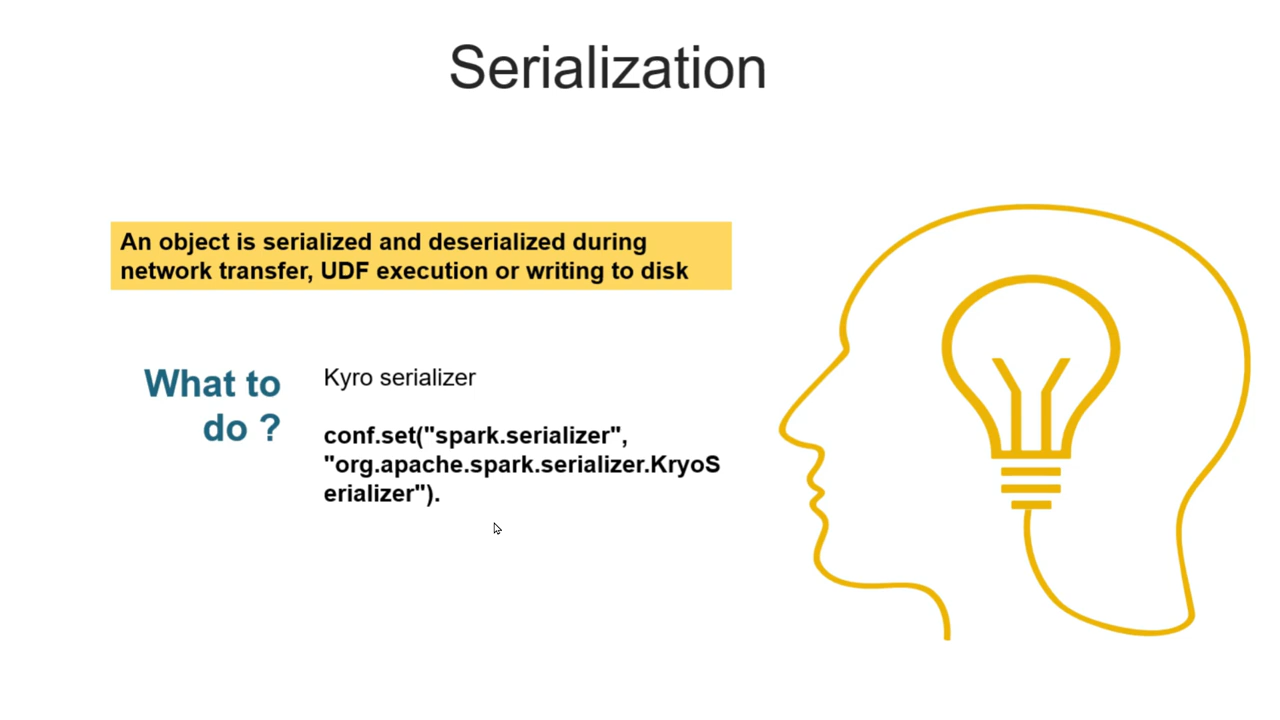 Serialization
An object is serialized and deserialized during
network transfer, UDF execution or writing to disk
What to
do ?
Kyro serializer
conf.set("spark.serializer",
"org.apache.spark.serializer.KryoS
erializer").